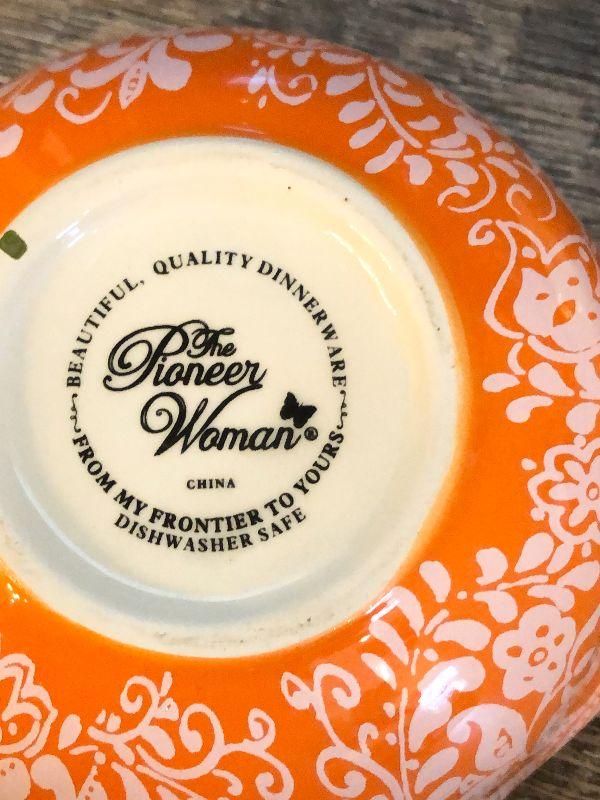 BEAUTIFUL, QUALITY DINNERWARE
The
Pioneer
Woman®
CHINA
FROM MY FRONTIER TO YOURS
DISHWASHER SAFE